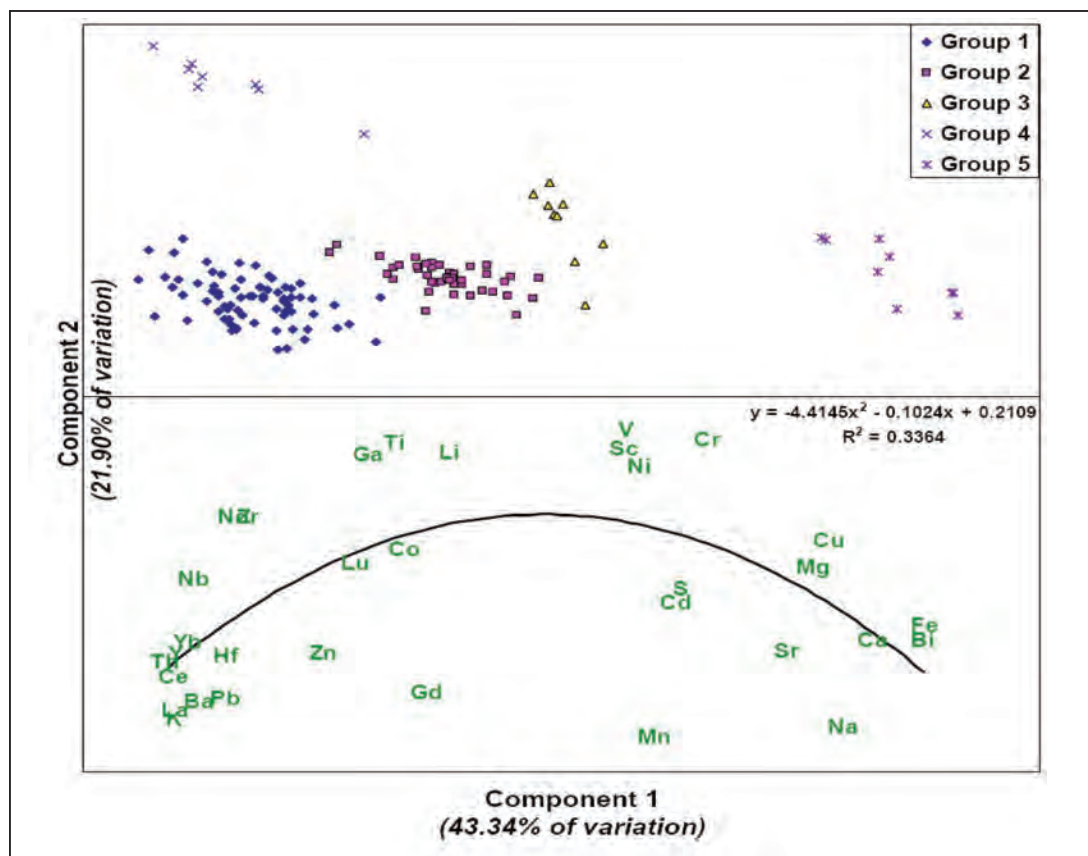 Group 1
Group 2
Group 3
Group 4
Group 5
Component 2
(21.90% of variation)
y = -4.4145x² - 0.1024x + 0.2109
R² = 0.3364
V
Ti
Cr
Ga
Li
Sc
Ni
Zr
Cu
Co
Lu
Mg
Nb
S
Cd
Fe
Yb
Ca
Bi
Y
Th
Hf
Zn
Sr
Ce
Ba
Pb
Gd
La
K
Mn
Na
Component 1
(43.34% of variation)